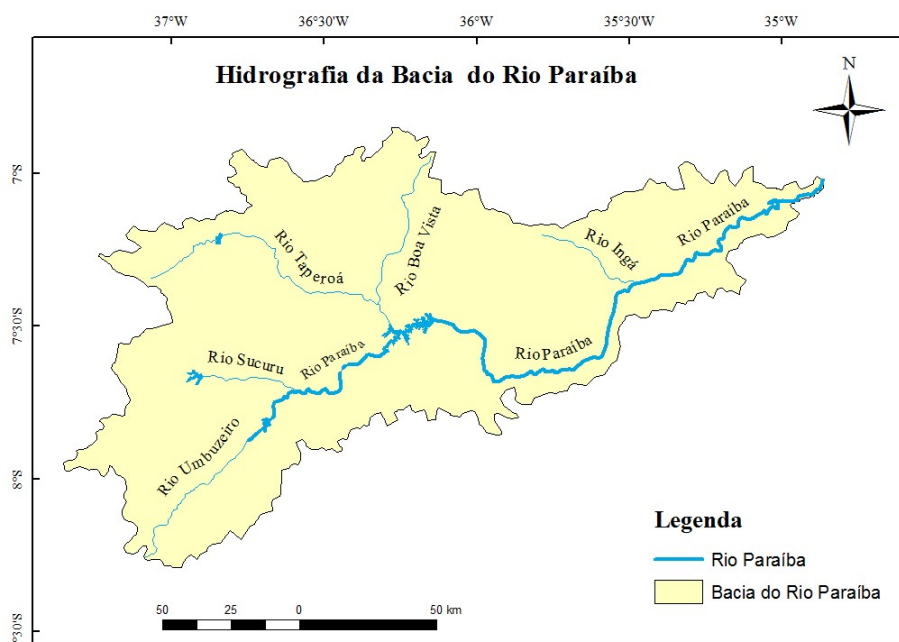 37°W 36°30'W 36°W 35°30'W 35°W
Hidrografia da Bacia do Rio Paraíba
N
7°S
Rio Paraíba
Rio Boa Vista
Rio Ingá
Rio Taperoá
7°30'S
Rio Paraíba
Rio Paraíba
Rio Sucuru
Rio Umbuzeiro
8°S
Legenda
Rio Paraíba
Bacia do Rio Paraíba
50 25 0 50 km